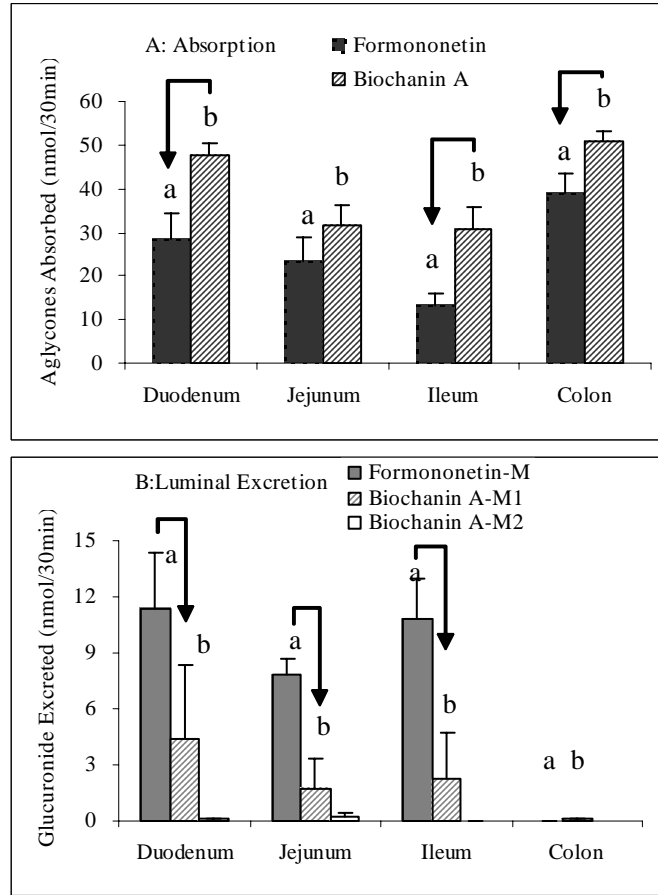 A: Absorption
Formononetin
Biochanin A
Aglycones Absorbed (nmol/30min)
60
50
40
30
20
10
0
a b
a b
a b
a b
Duodenum Jejunum Ileum Colon
B:Luminal Excretion
Formononetin-M
Biochanin A-M1
Biochanin A-M2
Glucuronide Excreted (nmol/30min)
15
12
9
6
3
0
a b
a b
a b
a b
Duodenum Jejunum Ileum Colon